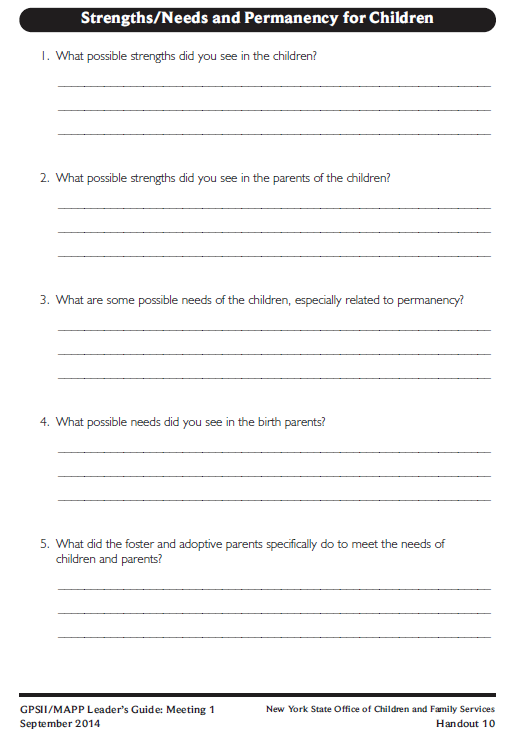 Strengths/Needs and Permanency for Children
1. What possible strengths did you see in the children?
2. What possible strengths did you see in the parents of the children?
3. What are some possible needs of the children, especially related to permanency?
4. What possible needs did you see in the birth parents?
5. What did the foster and adoptive parents specifically do to meet the needs of
children and parents?
GPSII/MAPP Leader's Guide: Meeting 1
New York State Office of Children and Family Services
September 2014
Handout 10